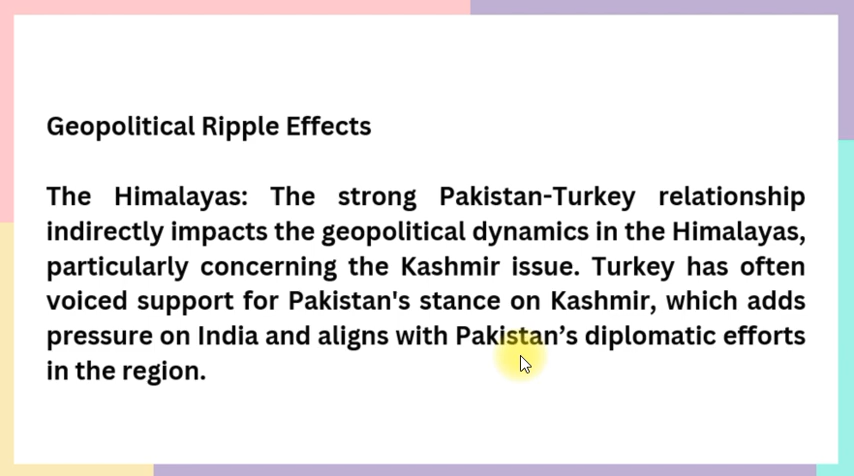 Geopolitical Ripple Effects
The Himalayas: The strong Pakistan-Turkey relationship
indirectly impacts the geopolitical dynamics in the Himalayas,
particularly concerning the Kashmir issue. Turkey has often
voiced support for Pakistan's stance on Kashmir, which adds
pressure on India and aligns with Pakistan’s diplomatic efforts
in the region.